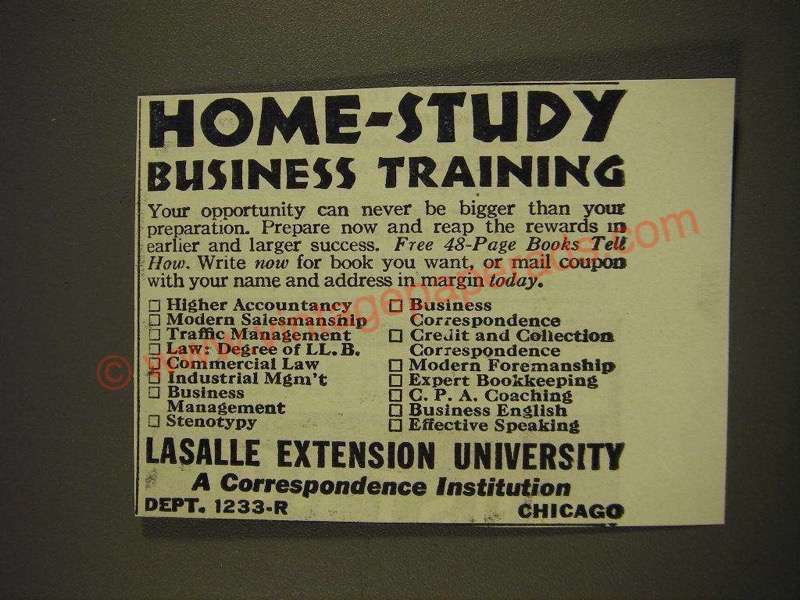 HOME-STUDY
BUSINESS TRAINING
Your opportunity can never be bigger than your
preparation. Prepare now and reap the rewards in
earlier and larger success. Free 48-Page Books Tell
How. Write now for book you want, or mail coupon
with your name and address in margin today.
☐ Higher Accountancy
☐ Modern Salesmanship
☐ Traffic Management
☐ Law: Degree of LL.B.
☐ Commercial Law
☐ Industrial Mgm't
☐ Business
Management
☐ Stenotypy
☐ Business
Correspondence
☐ Credit and Collection
Correspondence
☐ Modern Foremanship
☐ Expert Bookkeeping
☐ C. P. A. Coaching
☐ Business English
☐ Effective Speaking
LASALLE EXTENSION UNIVERSITY
A Correspondence Institution
DEPT. 1233-R CHICAGO